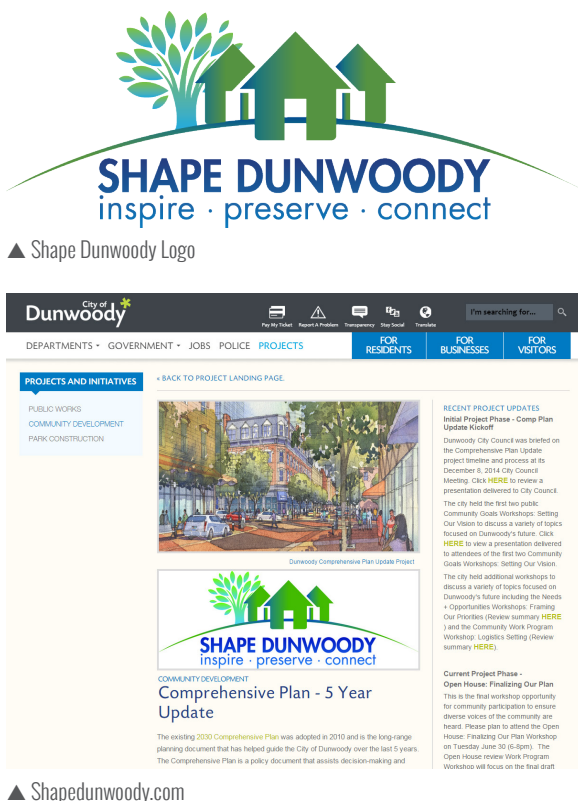 SHAPE DUNWOODY
inspire · preserve · connect
▲ Shape Dunwoody Logo
City of
Dunwoody
Pay My Ticket Report A Problem Transparency Stay Social Translate
I'm searching for...
DEPARTMENTS GOVERNMENT JOBS POLICE PROJECTS
FOR RESIDENTS
FOR BUSINESSES
FOR VISITORS
PROJECTS AND INITIATIVES
PUBLIC WORKS
COMMUNITY DEVELOPMENT
PARK CONSTRUCTION
« BACK TO PROJECT LANDING PAGE.
Dunwoody Comprehensive Plan Update Project
SHAPE DUNWOODY
inspire · preserve · connect
COMMUNITY DEVELOPMENT
Comprehensive Plan - 5 Year
Update
The existing 2030 Comprehensive Plan was adopted in 2010 and is the long-range
planning document that has helped guide the City of Dunwoody over the last 5 years.
The Comprehensive Plan is a policy document that assists decision-making and
RECENT PROJECT UPDATES
Initial Project Phase - Comp Plan
Update Kickoff
Dunwoody City Council was briefed on
the Comprehensive Plan Update
project timeline and process at its
December 8, 2014 City Council
Meeting. Click HERE to review a
presentation delivered to City Council.
The city held the first two public
Community Goals Workshops: Setting
Our Vision to discuss a variety of topics
focused on Dunwoody's future. Click
HERE to view a presentation delivered
to attendees of the first two Community
Goals Workshops: Setting Our Vision.
The city held additional workshops to
discuss a variety of topics focused on
Dunwoody's future including the Needs
+ Opportunities Workshops: Framing
Our Priorities (Review summary HERE
) and the Community Work Program
Workshop: Logistics Setting (Review
summary HERE).
Current Project Phase -
Open House: Finalizing Our Plan
This is the final workshop opportunity
for community participation to ensure
diverse voices of the community are
heard. Please plan to attend the Open
House: Finalizing Our Plan Workshop
on Tuesday June 30 (6-8pm). The
Open House review Work Program
Workshop will focus on the final draft
▲ Shapedunwoody.com